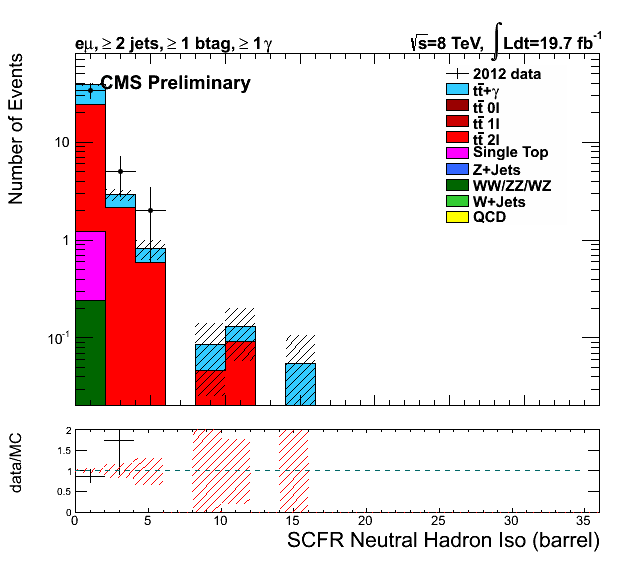 eμ, ≥ 2 jets, ≥ 1 btag, ≥ 1γ
√s=8 TeV, ∫ Ldt=19.7 fb⁻¹
CMS Preliminary
2012 data
tt̄+γ
tt̄ 0l
tt̄ 1l
tt̄ 2l
Single Top
Z+Jets
WW/ZZ/WZ
W+Jets
QCD
Number of Events
10
1
10⁻¹
data/MC
2
1.5
1
0.5
0
0 5 10 15 20 25 30 35
SCFR Neutral Hadron Iso (barrel)